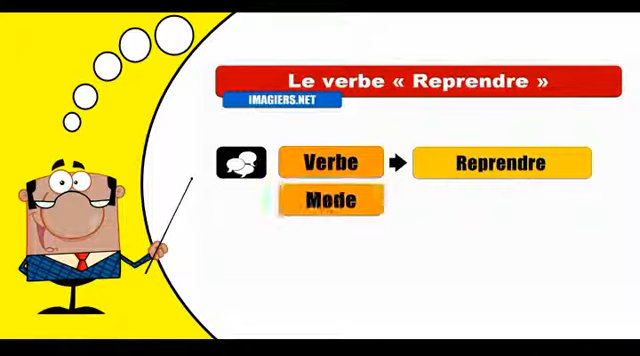 Le verbe « Reprendre »
IMAGIERS.NET
Verbe Reprendre
Mode